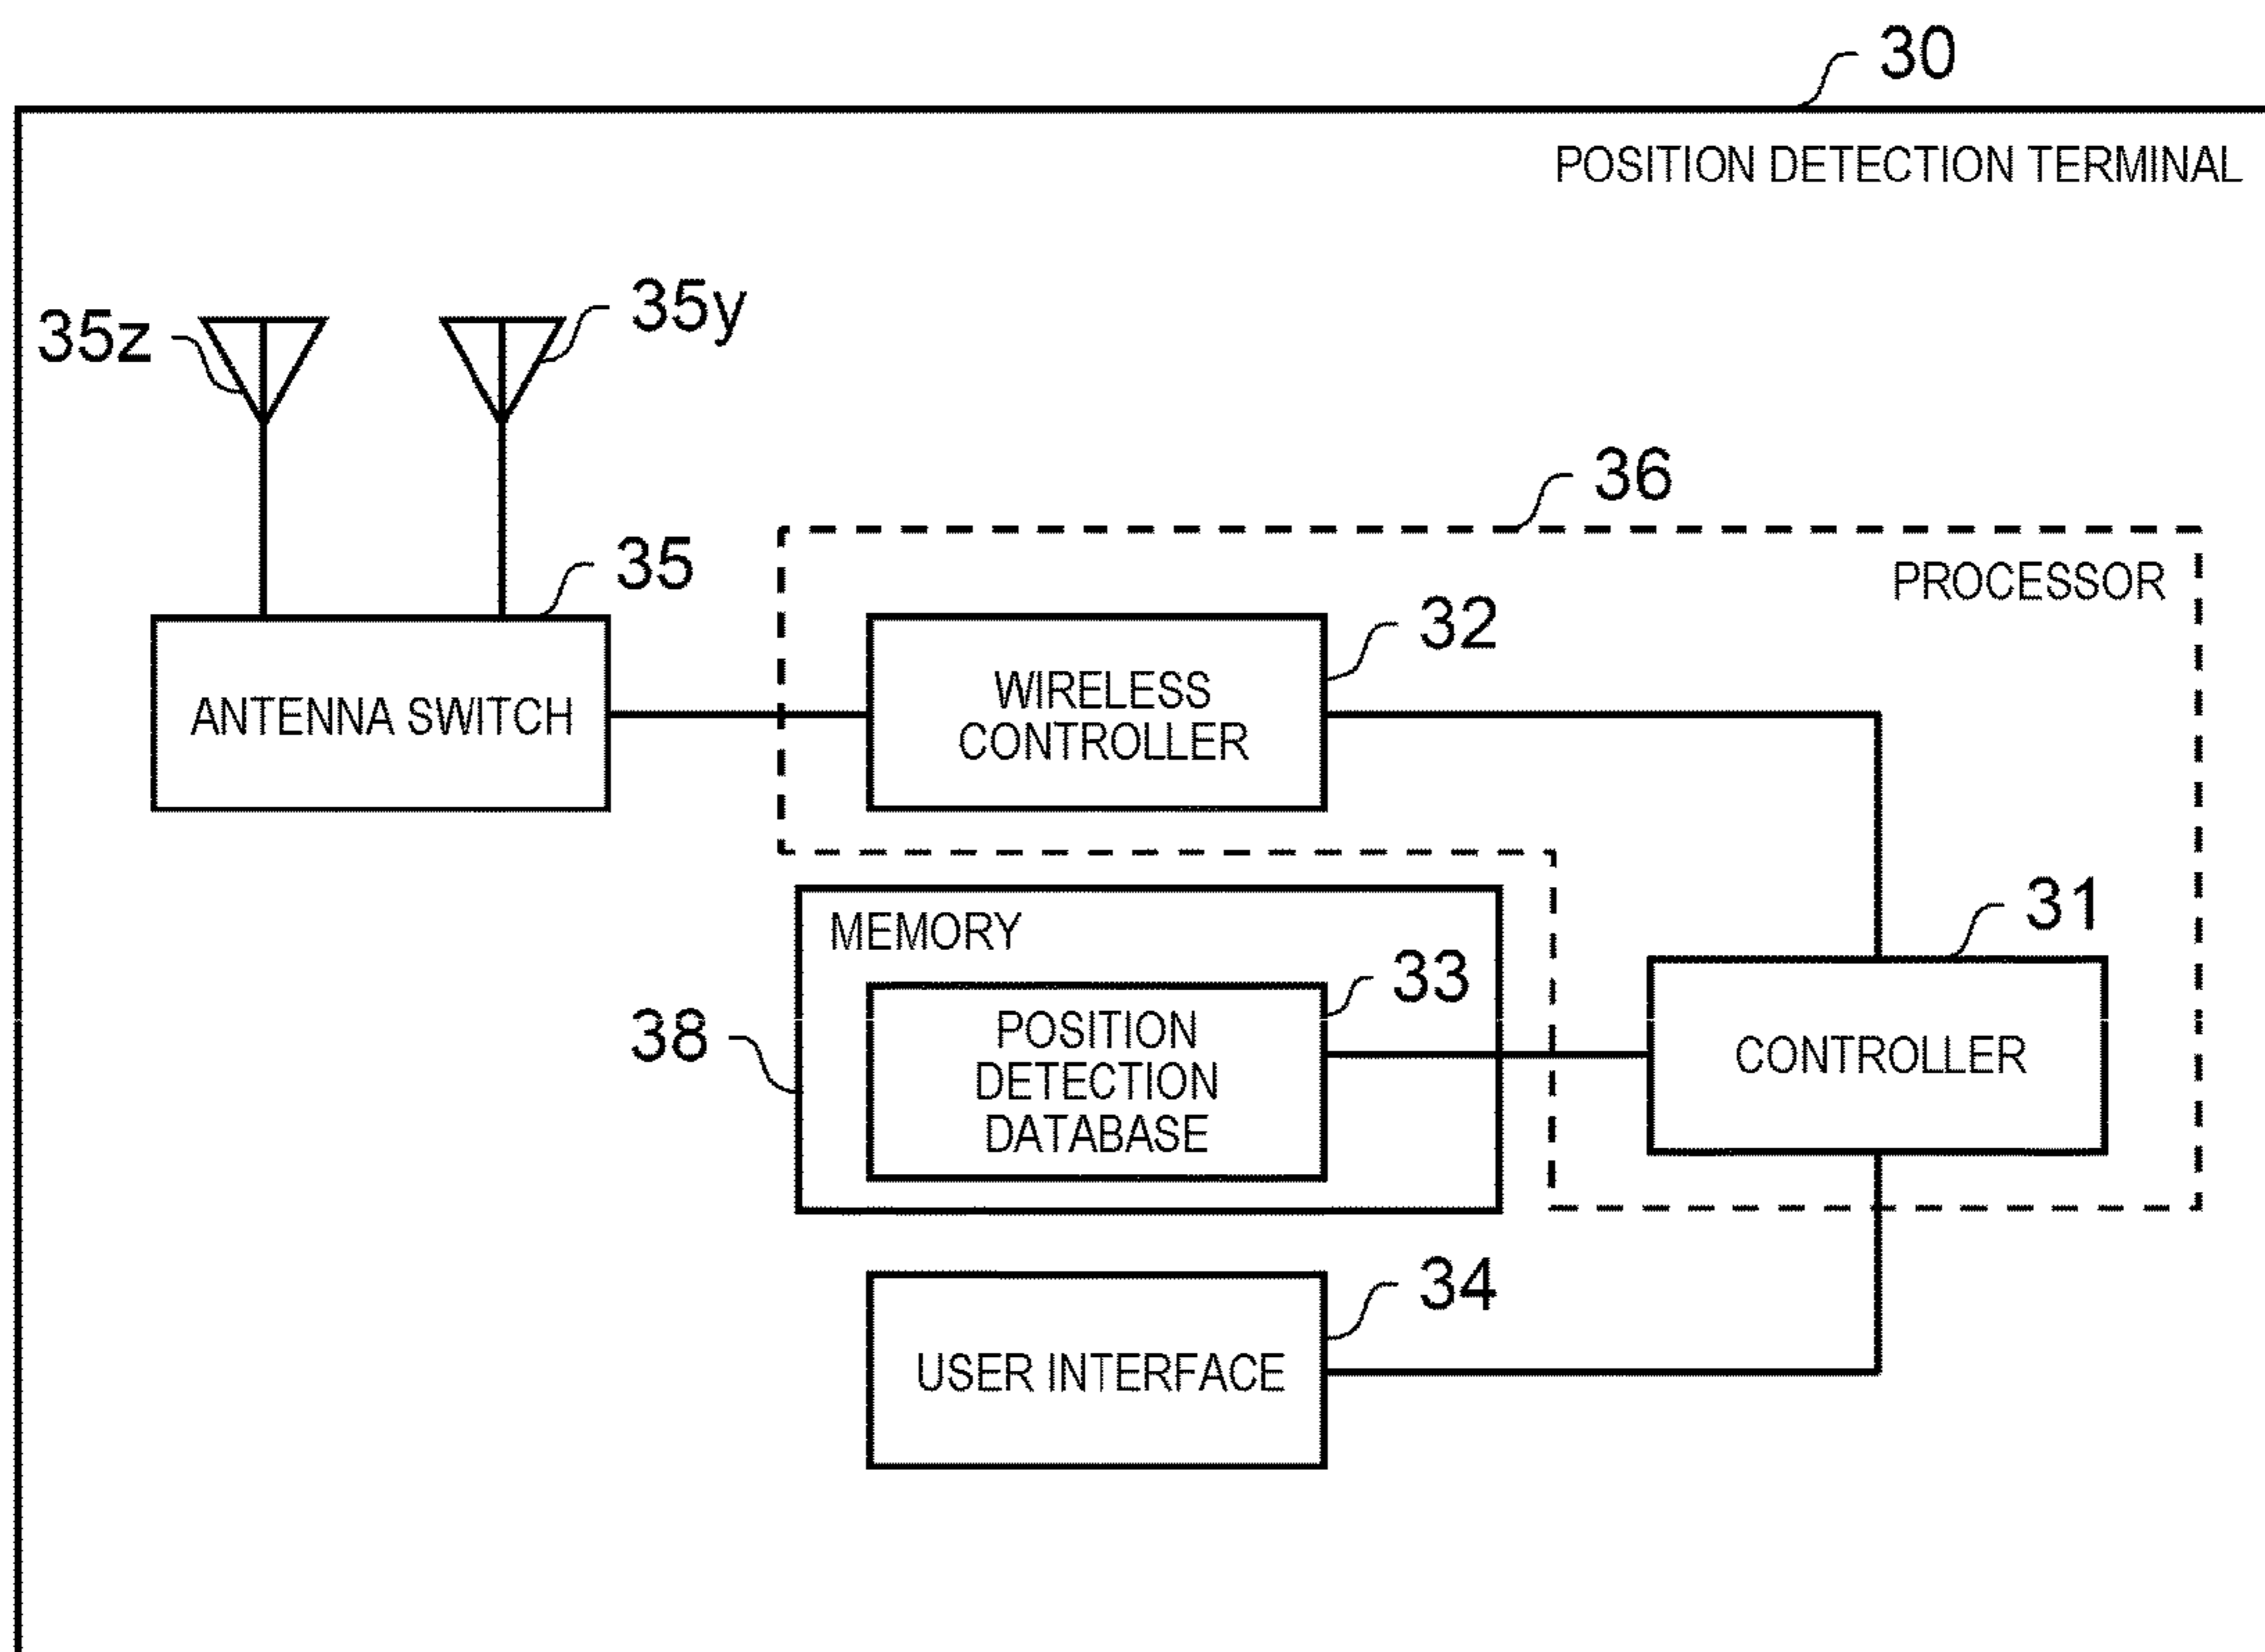 30
POSITION DETECTION TERMINAL
35z
35y
36
35
PROCESSOR
32
ANTENNA SWITCH
WIRELESS
CONTROLLER
31
MEMORY
33
38
POSITION
DETECTION
DATABASE
CONTROLLER
34
USER INTERFACE